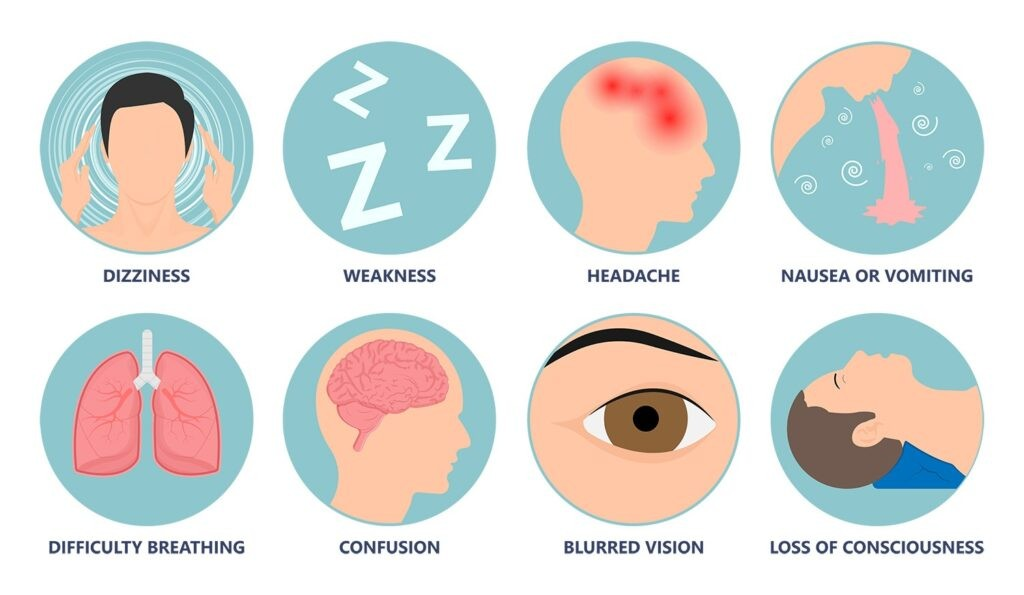 Z
Z
Z
DIZZINESS
WEAKNESS
HEADACHE
NAUSEA OR VOMITING
DIFFICULTY BREATHING
CONFUSION
BLURRED VISION
LOSS OF CONSCIOUSNESS